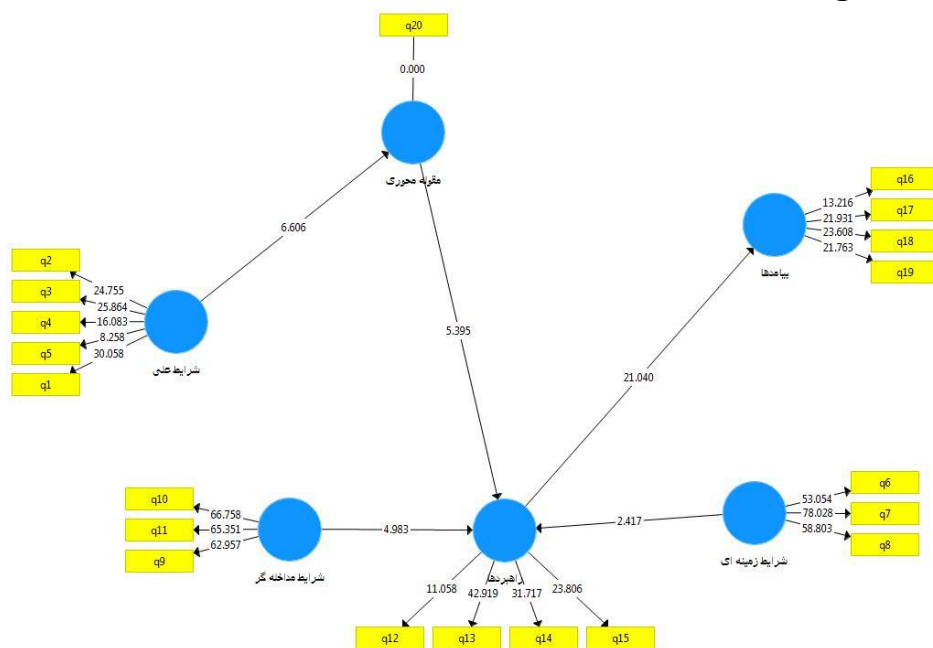 q20
0.000
مقوله محوری
q16
13.216
q17
21.931
q18
23.608
q19
21.763
پیامدها
6.606
q2
24.755
q3
25.864
q4
16.083
q5
8.258
q1
30.058
شرایط علی
5.395
21.040
q10
66.758
q11
65.351
q9
62.957
شرایط مداخله گر
4.983
راهبردها
2.417
q6
53.054
q7
78.028
q8
58.803
شرایط زمینه ای
11.058
42.919
31.717
23.806
q12
q13
q14
q15